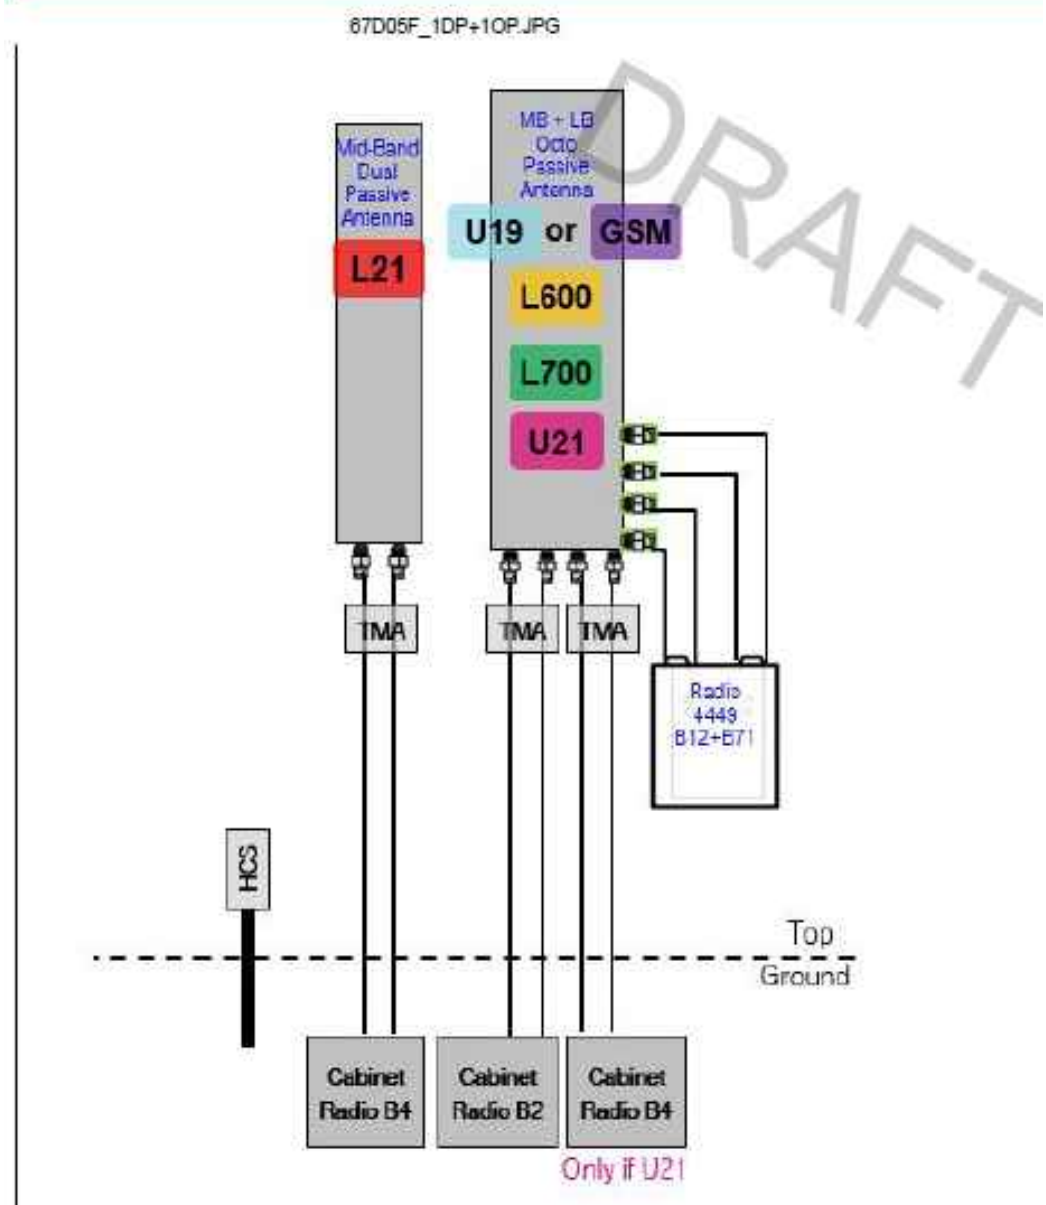 67D05F_1DP+1OP.JPG
DRAFT
Mid-Band
Dual
Passive
Antenna
L21
MB + LB
Octo
Passive
Antenna
U19 or GSM
L600
L700
U21
TMA
TMA
TMA
Radio
4449
B12+B71
HCS
Top
Ground
Cabinet
Radio B4
Cabinet
Radio B2
Cabinet
Radio B4
Only if U21